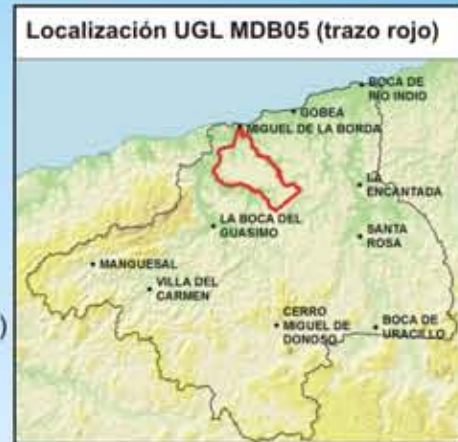 Localización UGL MDB05 (trazo rojo)
BOCA DE
RÍO INDIO
GOBEA
MIGUEL DE LA BORDA
LA
ENCANTADA
LA BOCA DEL
GUASIMO
SANTA
ROSA
MANGUESAL
VILLA DEL
CARMEN
CERRO
MIGUEL DE
DONOSO
BOCA DE
URACILLO
)